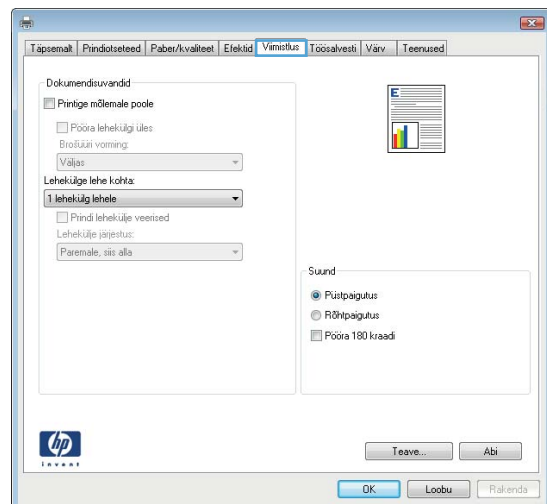 Täpsemalt Prindiotseteed Paber/kvaliteet Efektid Viimistlus Töösalvesti Värv Teenused
Dokumendisuvandid
Printige mõlemale poole
Pööra lehekülgi üles
Brošüüri vorming:
Väljas
Lehekülge lehe kohta:
1 lehekülg lehele
Prindi lehekülje veerised
Lehekülje järjestus:
Paremale, siis alla
E
Suund
Püstpaigutus
Rõhtpaigutus
Pööra 180 kraadi
hp
invent
Teave... Abi
OK Loobu Rakenda